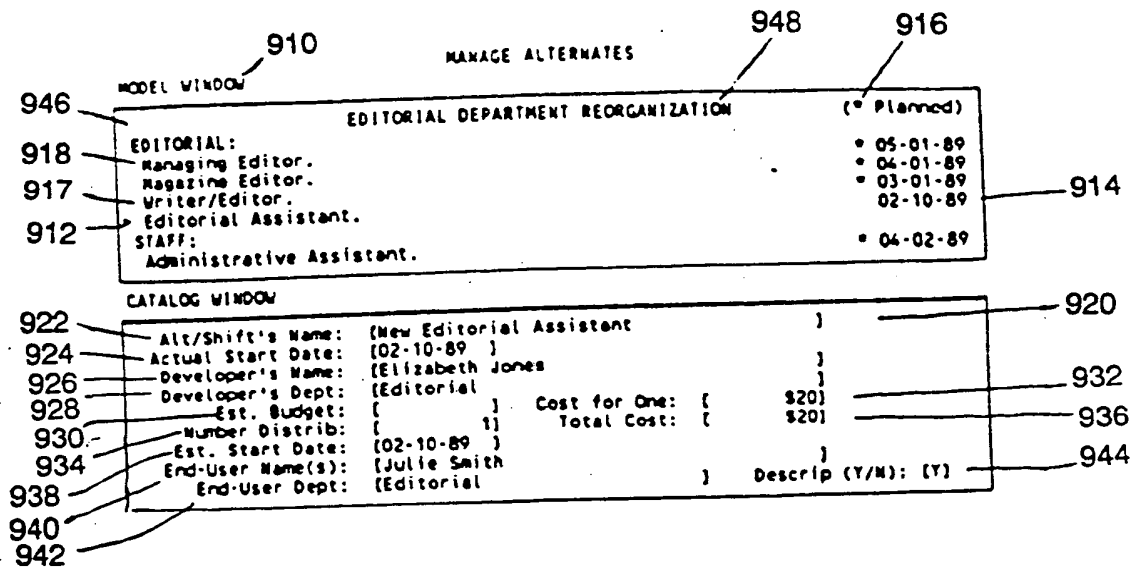 948 916
910 MANAGE ALTERNATES
MODEL WINDOW
946 EDITORIAL DEPARTMENT REORGANIZATION (* Planned)
EDITORIAL:
918 Managing Editor. * 05-01-89
Magazine Editor. * 04-01-89
917 Writer/Editor. * 03-01-89
912 Editorial Assistant. 02-10-89 914
STAFF:
Administrative Assistant. * 04-02-89
CATALOG WINDOW
922 Alt/Shift's Name: [New Editorial Assistant ] 920
924 Actual Start Date: [02-10-89 ]
926 Developer's Name: [Elizabeth Jones ]
928 Developer's Dept: [Editorial ]
930 Est. Budget: [ ] Cost for One: [ $20] 932
934 Number Distrib: [ 1] Total Cost: [ $20] 936
938 Est. Start Date: [02-10-89 ]
940 End-User Name(s): [Julie Smith ]
942 End-User Dept: [Editorial ] Descrip (Y/N): [Y] 944